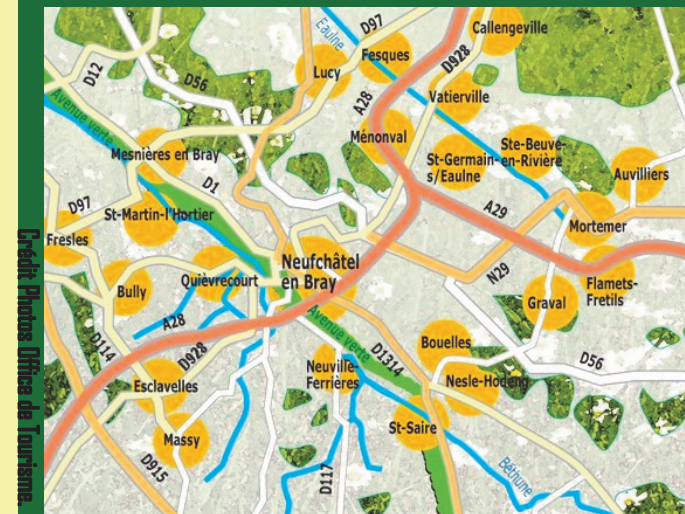 D97
Callengeville
Eaulne
Fesques
D928
D12
Lucy
D56
A28
Vatierville
Avenue verte
Ménonval
Mesnières en Bray
Ste-Beuve-
en-Rivière
St-Germain-
s/Eaulne
Auvilliers
D1
D97
St-Martin-l'Hortier
A29
Mortemer
Fresles
Neufchâtel
en Bray
Quièvrecourt
N29
Flamets-
Fretils
Bully
Graval
A28
Avenue verte
D114
D928
D1314
Bouelles
D56
Neuville-
Ferrières
Esclavelles
Nesle-Hodeng
St-Saire
Massy
D915
D117
Béthune
Crédit Photos Office de Tourisme.